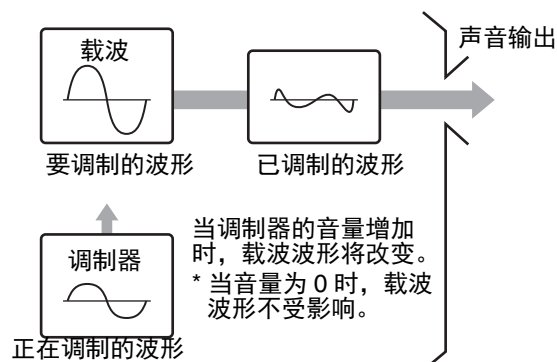 载波
声音输出
要调制的波形
已调制的波形
调制器
当调制器的音量增加
时，载波波形将改变。
* 当音量为 0 时，载波
波形不受影响。
正在调制的波形